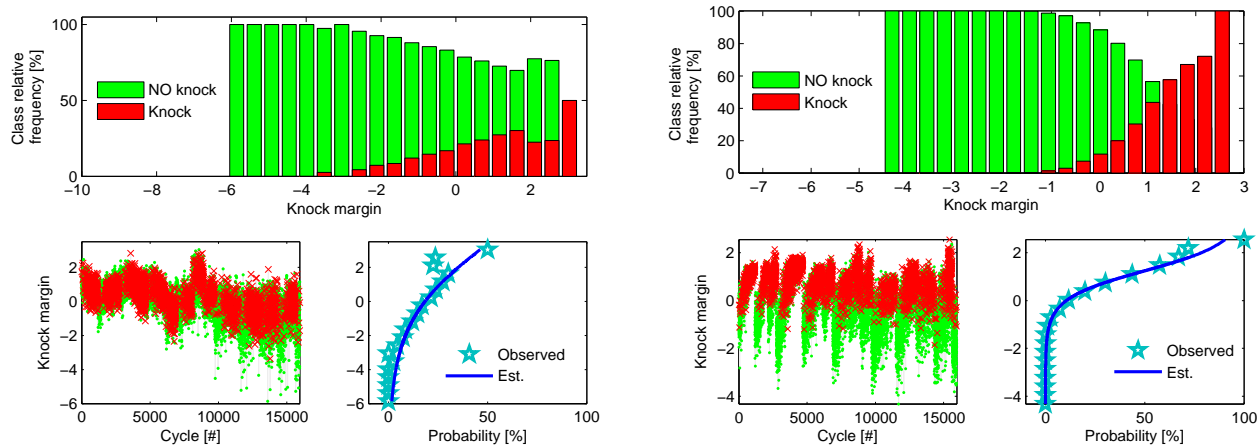 Class relative
frequency [%]
100
50
0
NO knock
Knock
−10
−8
−6
−4
−2
0
2
Knock margin
Class relative
frequency [%]
100
80
60
40
20
0
NO knock
Knock
−7
−6
−5
−4
−3
−2
−1
0
1
2
3
Knock margin
Knock margin
2
0
−2
−4
−6
0
5000
10000
15000
Cycle [#]
2
0
−2
−4
−6
Observed
Est.
0
50
100
Probability [%]
Knock margin
2
0
−2
−4
0
5000
10000
15000
Cycle [#]
2
0
−2
−4
Observed
Est.
0
50
100
Probability [%]